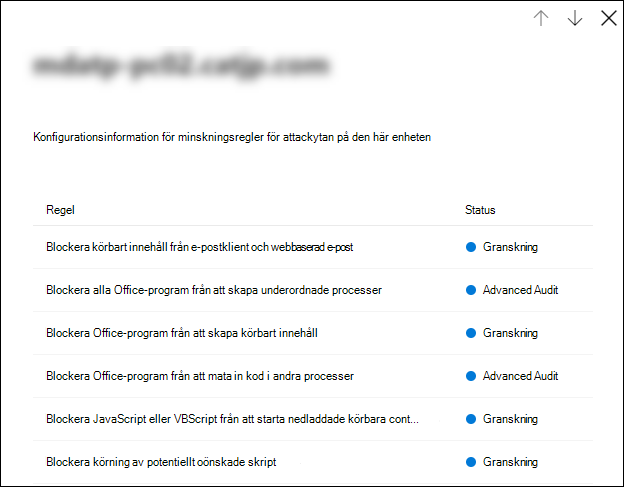 Konfigurationsinformation för minskningsregler för attackytan på den här enheten
Regel Status
Blockera körbart innehåll från e-postklient och webbaserad e-post Granskning
Blockera alla Office-program från att skapa underordnade processer Advanced Audit
Blockera Office-program från att skapa körbart innehåll Granskning
Blockera Office-program från att mata in kod i andra processer Advanced Audit
Blockera JavaScript eller VBScript från att starta nedladdade körbara cont... Granskning
Blockera körning av potentiellt oönskade skript Granskning